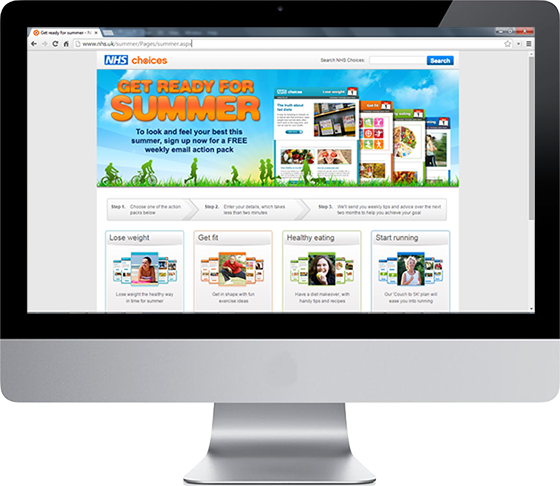 Get ready for summer - N
www.nhs.uk/summer/Pages/summer.aspx
NHS choices
Search NHS Choices:
Search
GET READY FOR
SUMMER
To look and feel your best this
summer, sign up now for a FREE
weekly email action pack
NHS choices
Lose weight
The truth about
Get fit
Step 1. Choose one of the action
packs below
Step 2. Enter your details, which takes
less than two minutes
Step 3. We'll send you weekly tips and advice over the next
two months to help you achieve your goal
Lose weight
Lose weight the healthy way
in time for summer
Get fit
Get in shape with fun
exercise ideas
Healthy eating
Have a diet makeover, with
handy tips and recipes
Start running
Our 'Couch to 5K' plan will
ease you into running